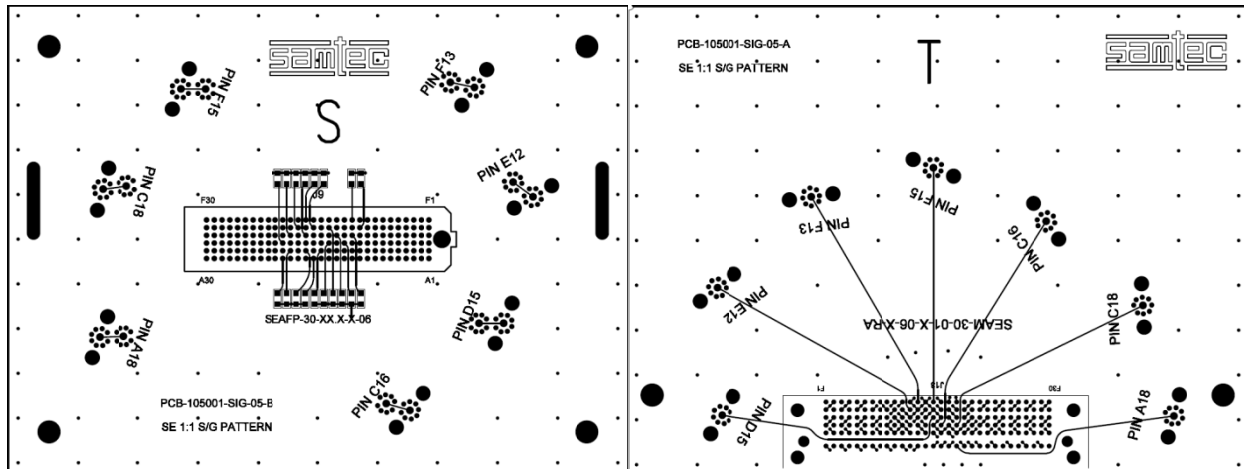 samtec
S
PIN F15
PIN F13
PIN C18
PIN E12
J9
F30
F1
A30
A1
SEAFP-30-XX.X-X-06
PIN D15
PIN A18
PIN C16
PCB-105001-SIG-05-B
SE 1:1 S/G PATTERN
PCB-105001-SIG-05-A
SE 1:1 S/G PATTERN
T
samtec
PIN F15
PIN F13
PIN C16
PIN E12
PIN C18
SEAM-30-01-X-06-X-RA
F1
J13
F30
PIN D15
PIN A18